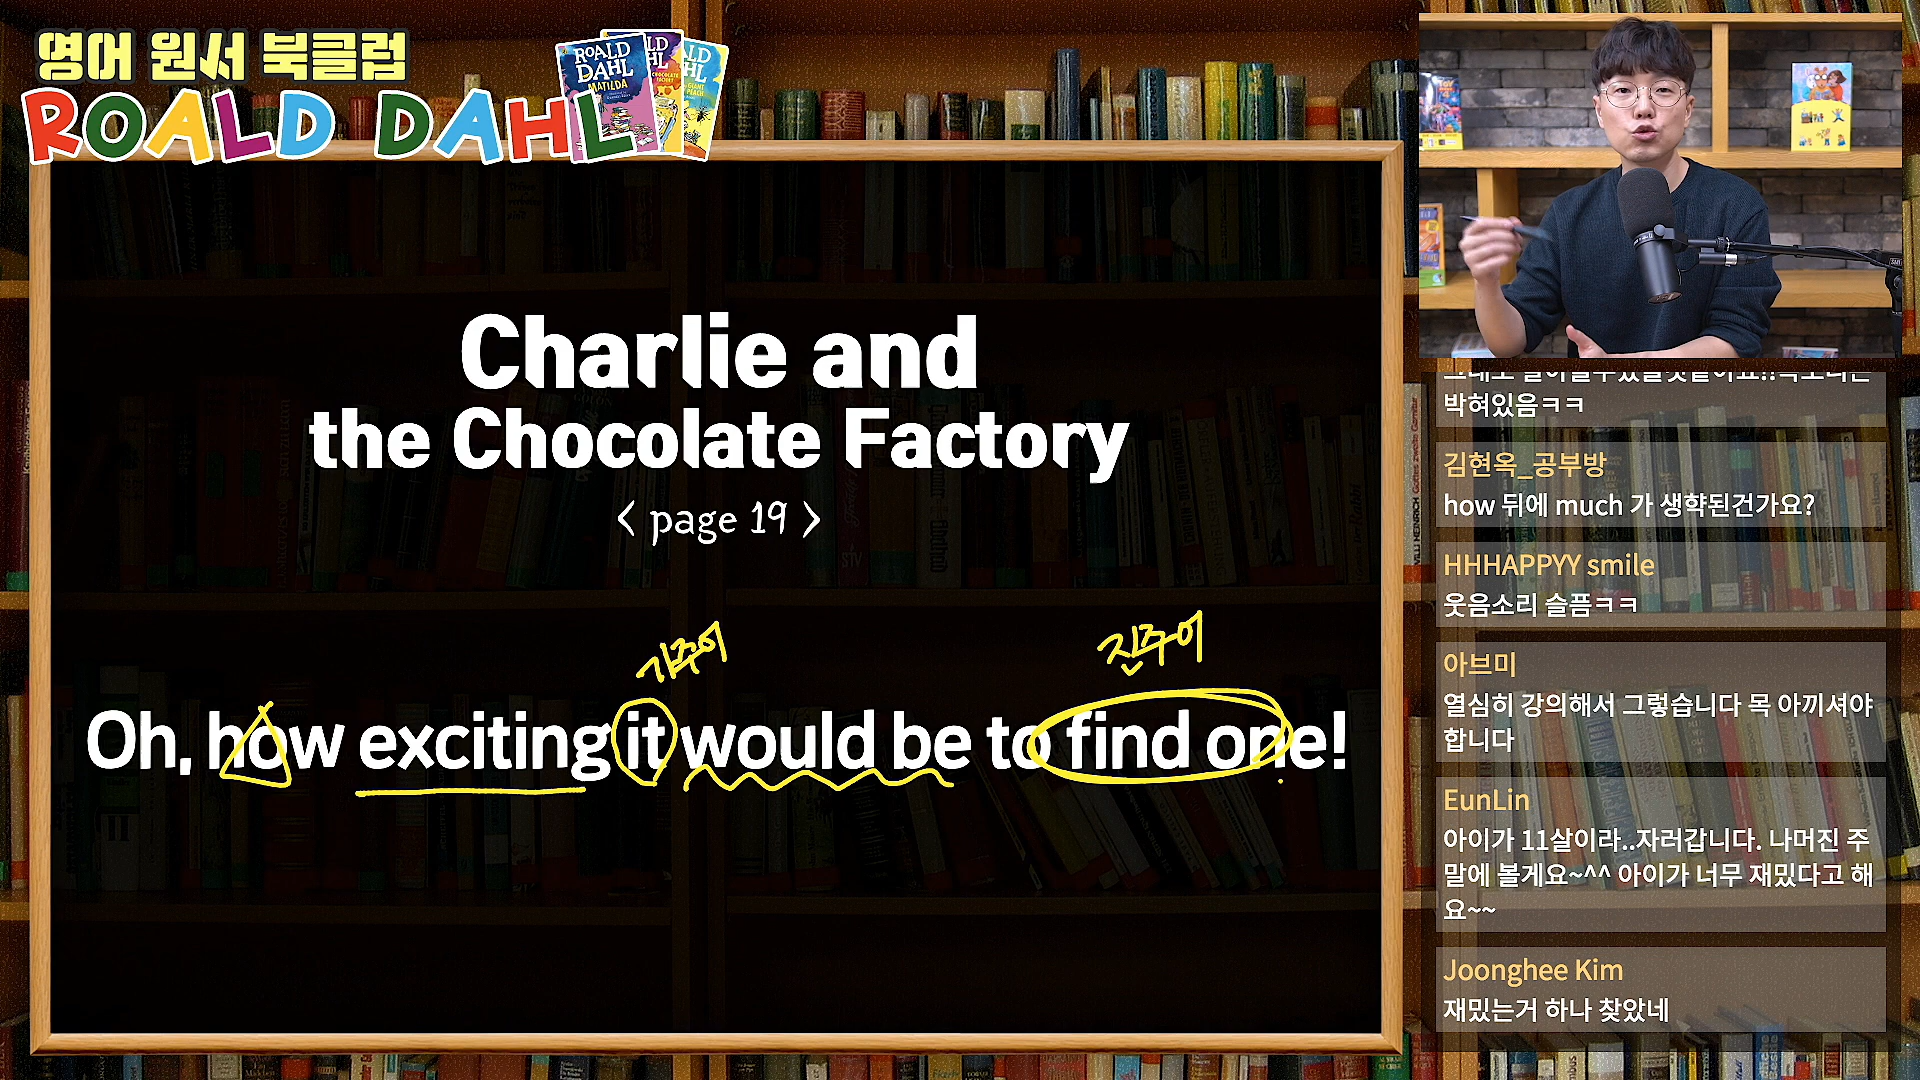 영어 원서 북클럽
ROALD DAHL
ROALD DAHL
MATILDA
Charlie and
the Chocolate Factory
< page 19 >
가주어
진주어
Oh, how exciting it would be to find one!
박혀있음ㅋㅋ
김현옥_공부방
how 뒤에 much 가 생햑된건가요?
HHHAPPYY smile
웃음소리 슬픔ㅋㅋ
아브미
열심히 강의해서 그렇습니다 목 아끼셔야
합니다
EunLin
아이가 11살이라..자러갑니다. 나머진 주
말에 볼게요~^^ 아이가 너무 재밌다고 해
요~~
Joonghee Kim
재밌는거 하나 찾았네